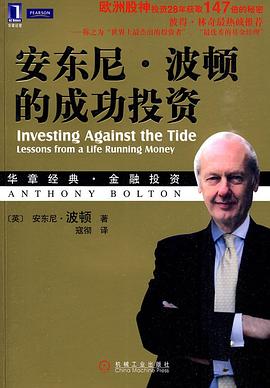 PEARSON
欧洲股神投资28年获取147倍的秘密
彼得·林奇最热诚推荐
安东尼·波顿
的成功投资
Investing Against the Tide
Lessons from a Life Running Money
华章经典·金融投资
ANTHONY BOLTON
[英] 安东尼·波顿 著
寇彻 译
机械工业出版社
China Machine Press